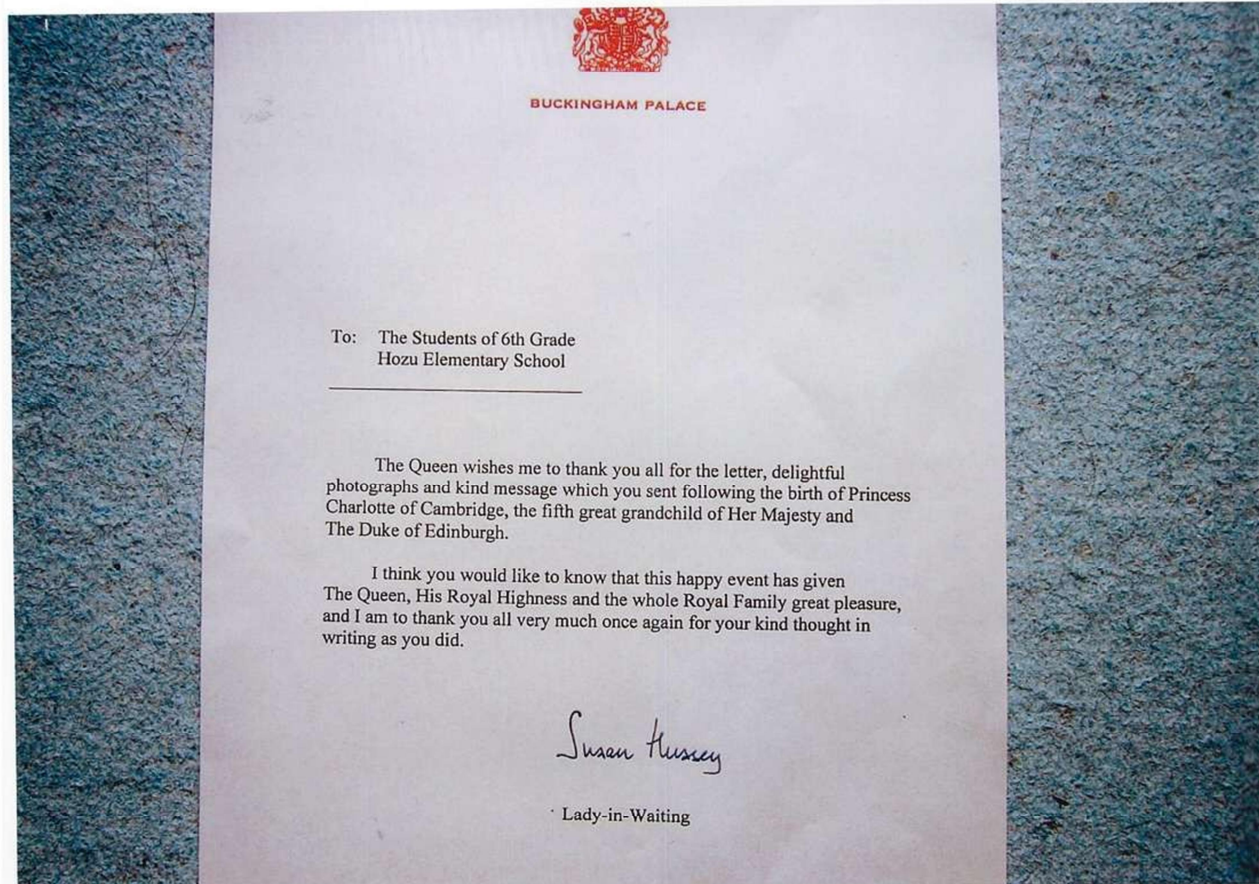 BUCKINGHAM PALACE
To: The Students of 6th Grade
Hozu Elementary School
The Queen wishes me to thank you all for the letter, delightful
photographs and kind message which you sent following the birth of Princess
Charlotte of Cambridge, the fifth great grandchild of Her Majesty and
The Duke of Edinburgh.
I think you would like to know that this happy event has given
The Queen, His Royal Highness and the whole Royal Family great pleasure,
and I am to thank you all very much once again for your kind thought in
writing as you did.
Susan Hussey
Lady-in-Waiting